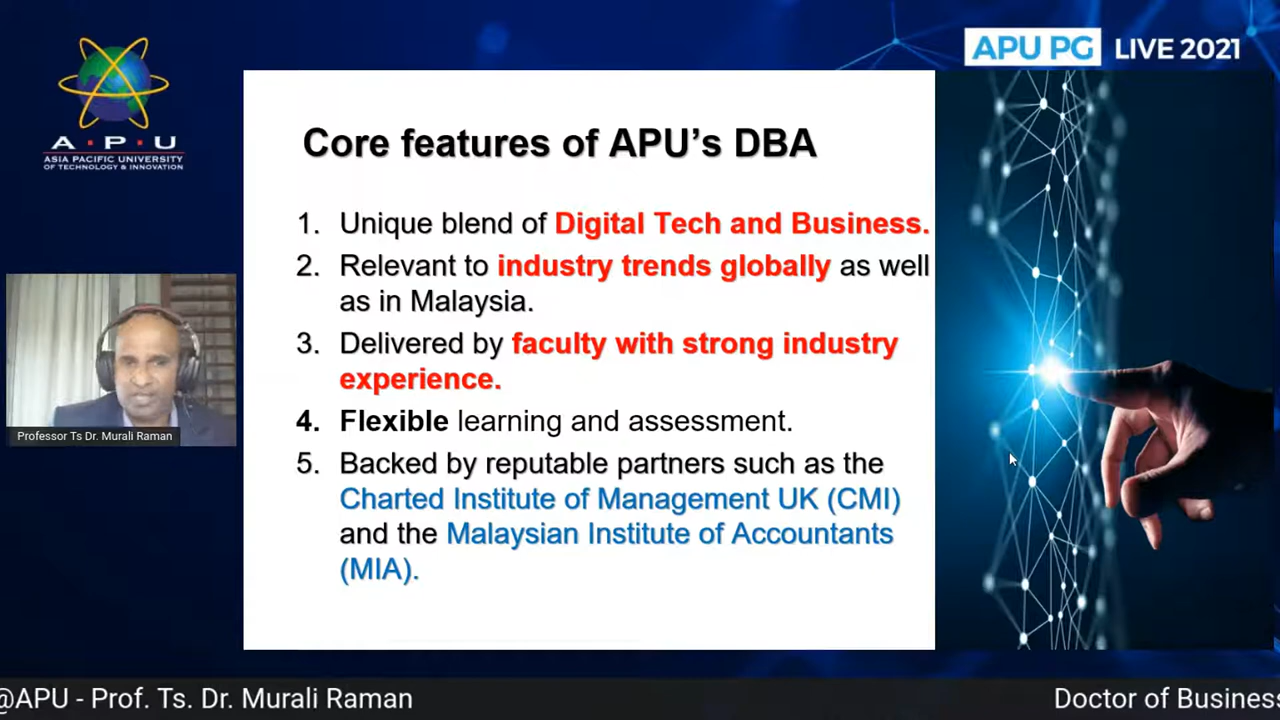 APU PG LIVE 2021
A·P·U
ASIA PACIFIC UNIVERSITY
OF TECHNOLOGY & INNOVATION
Core features of APU’s DBA
1. Unique blend of Digital Tech and Business.
2. Relevant to industry trends globally as well
as in Malaysia.
3. Delivered by faculty with strong industry
experience.
4. Flexible learning and assessment.
5. Backed by reputable partners such as the
Charted Institute of Management UK (CMI)
and the Malaysian Institute of Accountants
(MIA).
Professor Ts Dr. Murali Raman
@APU - Prof. Ts. Dr. Murali Raman
Doctor of Business